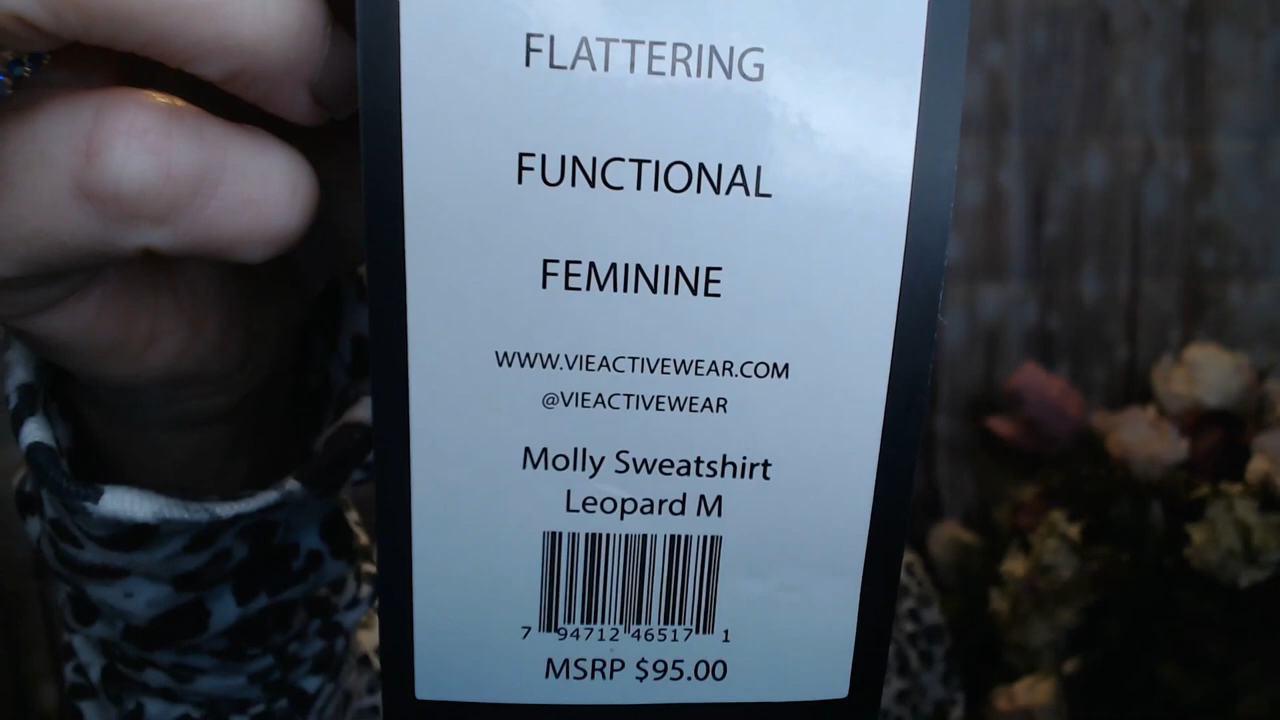 FLATTERING
FUNCTIONAL
FEMININE
WWW.VIEACTIVEWEAR.COM
@VIEACTIVEWEAR
Molly Sweatshirt
Leopard M
7 94712 46517 1
MSRP $95.00